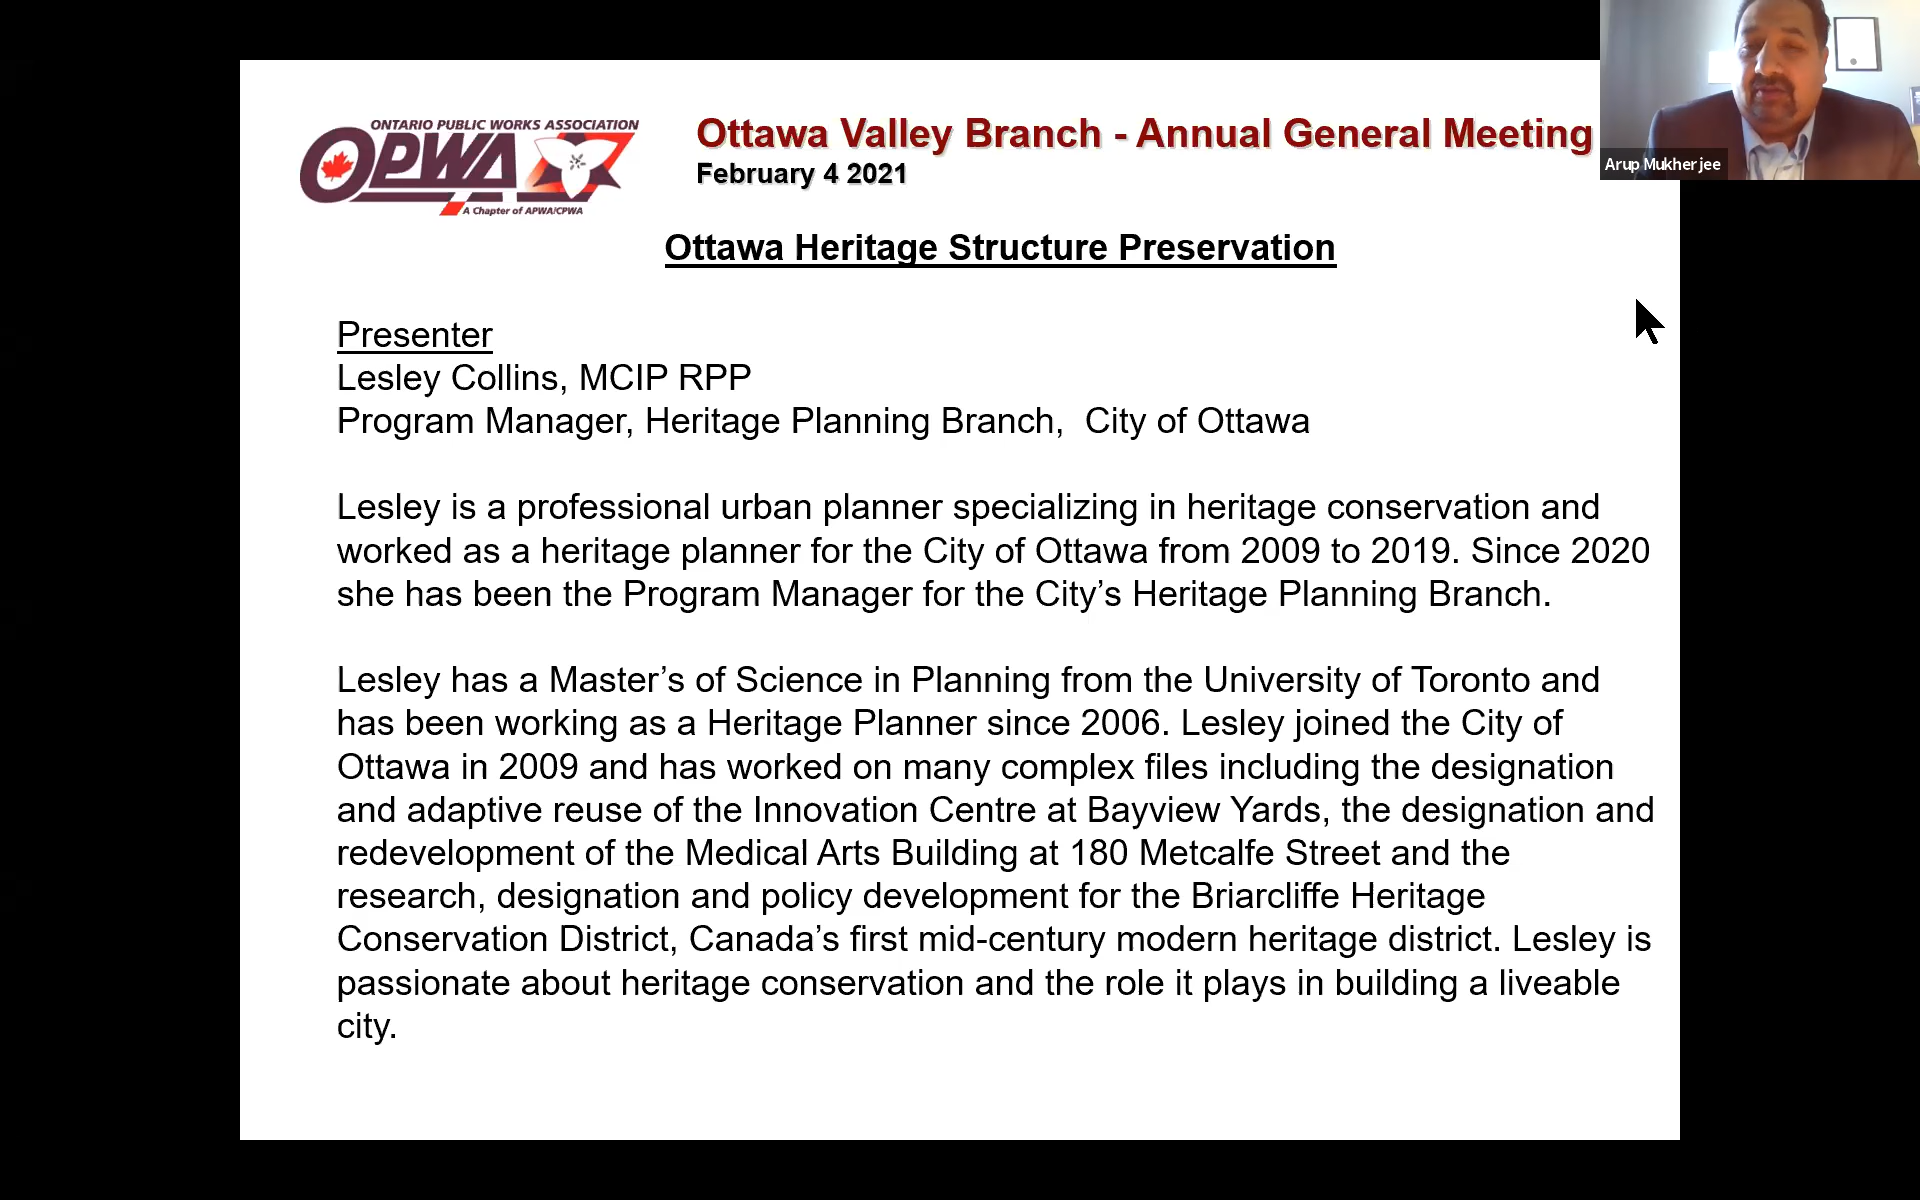 ONTARIO PUBLIC WORKS ASSOCIATION
OPWA
A Chapter of APWA/CPWA
Ottawa Valley Branch - Annual General Meeting
February 4 2021
Arup Mukherjee
Ottawa Heritage Structure Preservation
Presenter
Lesley Collins, MCIP RPP
Program Manager, Heritage Planning Branch,  City of Ottawa
Lesley is a professional urban planner specializing in heritage conservation and
worked as a heritage planner for the City of Ottawa from 2009 to 2019. Since 2020
she has been the Program Manager for the City’s Heritage Planning Branch.
Lesley has a Master’s of Science in Planning from the University of Toronto and
has been working as a Heritage Planner since 2006. Lesley joined the City of
Ottawa in 2009 and has worked on many complex files including the designation
and adaptive reuse of the Innovation Centre at Bayview Yards, the designation and
redevelopment of the Medical Arts Building at 180 Metcalfe Street and the
research, designation and policy development for the Briarcliffe Heritage
Conservation District, Canada’s first mid-century modern heritage district. Lesley is
passionate about heritage conservation and the role it plays in building a liveable
city.